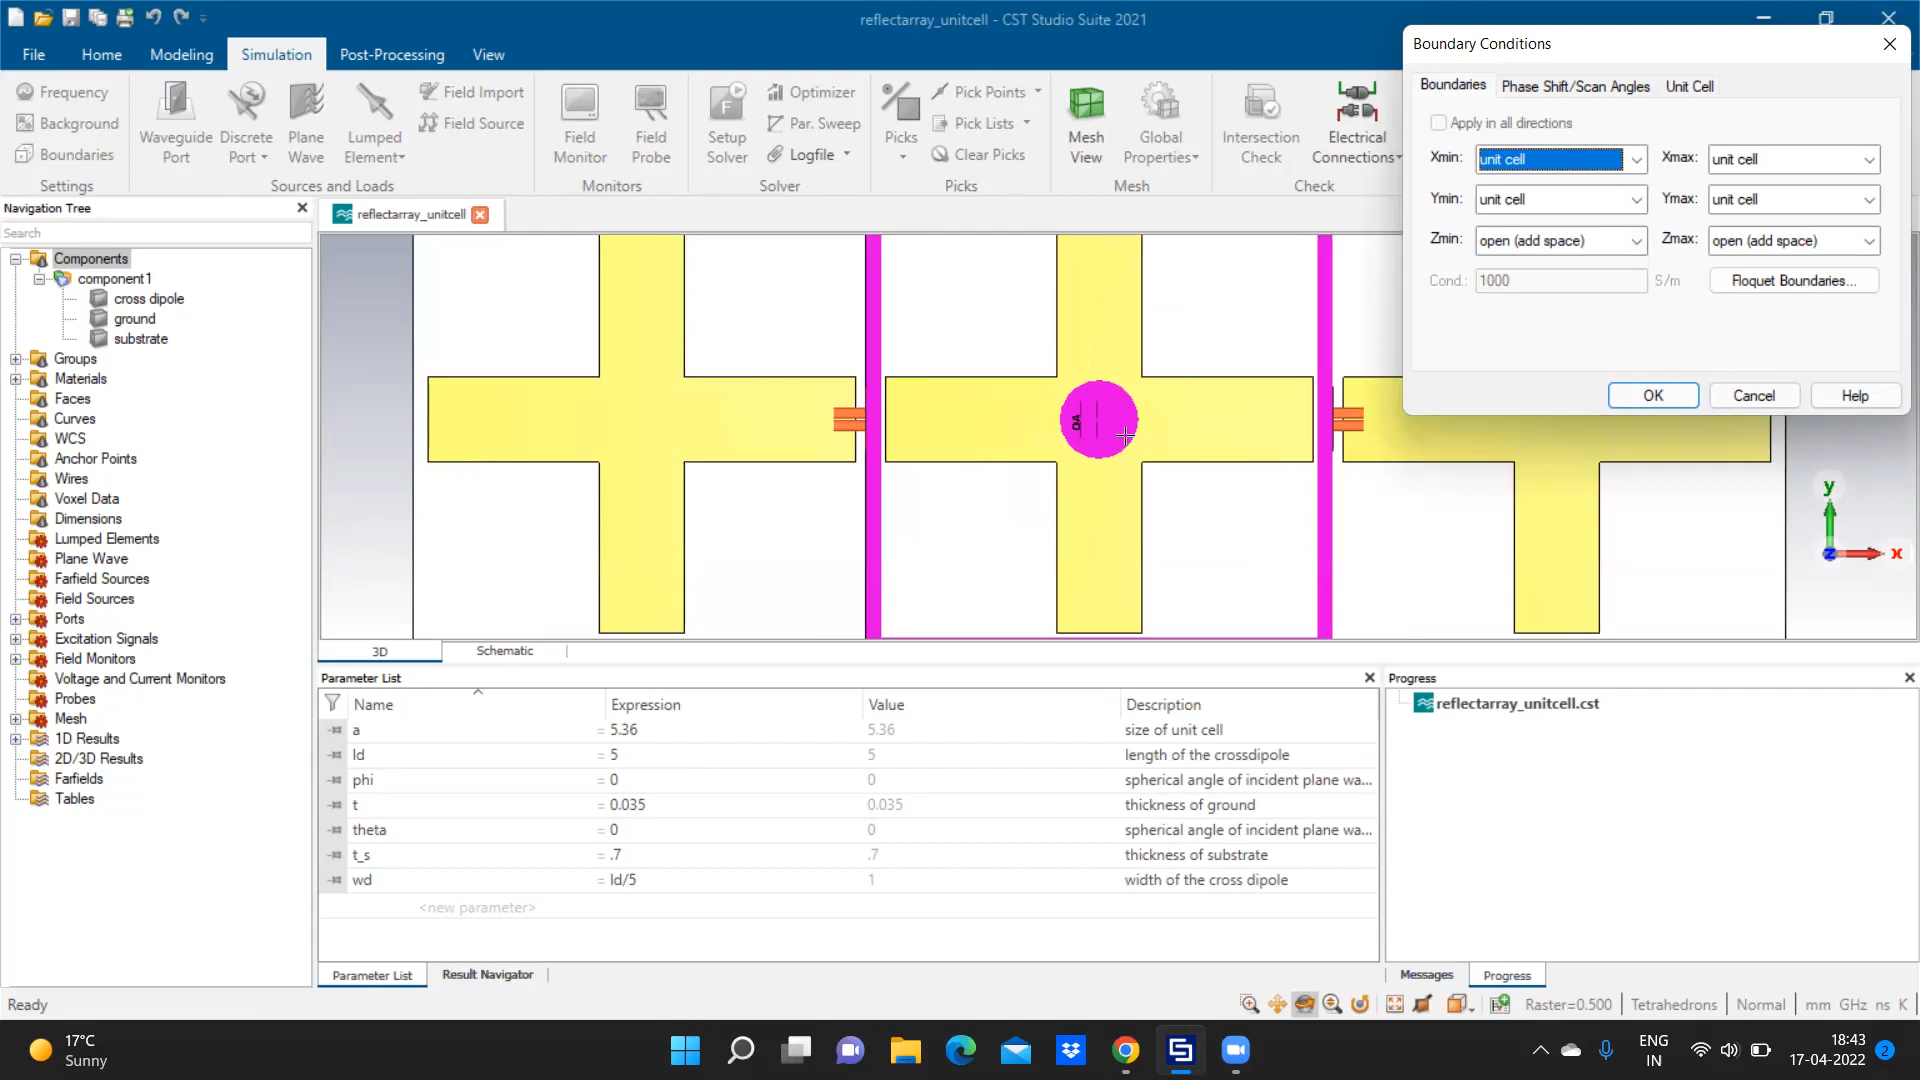 reflectarray_unitcell - CST Studio Suite 2021
File Home Modeling Simulation Post-Processing View
Frequency
Background
Boundaries
Settings
Waveguide Port
Discrete Port
Plane Wave
Lumped Element
Field Import
Field Source
Sources and Loads
Field Monitor
Field Probe
Monitors
Setup Solver
Optimizer
Par. Sweep
Logfile
Solver
Picks
Pick Points
Pick Lists
Clear Picks
Picks
Mesh View
Global Properties
Mesh
Intersection Check
Electrical Connections
Check
Boundary Conditions
Boundaries Phase Shift/Scan Angles Unit Cell
Apply in all directions
Xmin: unit cell Xmax: unit cell
Ymin: unit cell Ymax: unit cell
Zmin: open (add space) Zmax: open (add space)
Cond.: 1000 S/m Floquet Boundaries...
OK Cancel Help
Navigation Tree
Search
Components
component1
cross dipole
ground
substrate
Groups
Materials
Faces
Curves
WCS
Anchor Points
Wires
Voxel Data
Dimensions
Lumped Elements
Plane Wave
Farfield Sources
Field Sources
Ports
Excitation Signals
Field Monitors
Voltage and Current Monitors
Probes
Mesh
1D Results
2D/3D Results
Farfields
Tables
reflectarray_unitcell
y
z
x
3D Schematic
Parameter List
Name Expression Value Description
a = 5.36 5.36 size of unit cell
ld = 5 5 length of the crossdipole
phi = 0 0 spherical angle of incident plane wa...
t = 0.035 0.035 thickness of ground
theta = 0 0 spherical angle of incident plane wa...
t_s = .7 .7 thickness of substrate
wd = ld/5 1 width of the cross dipole
<new parameter>
Parameter List Result Navigator
Progress
reflectarray_unitcell.cst
Messages Progress
Ready
Raster=0.500 Tetrahedrons Normal mm GHz ns K
17°C
Sunny
ENG
IN
18:43
17-04-2022
2